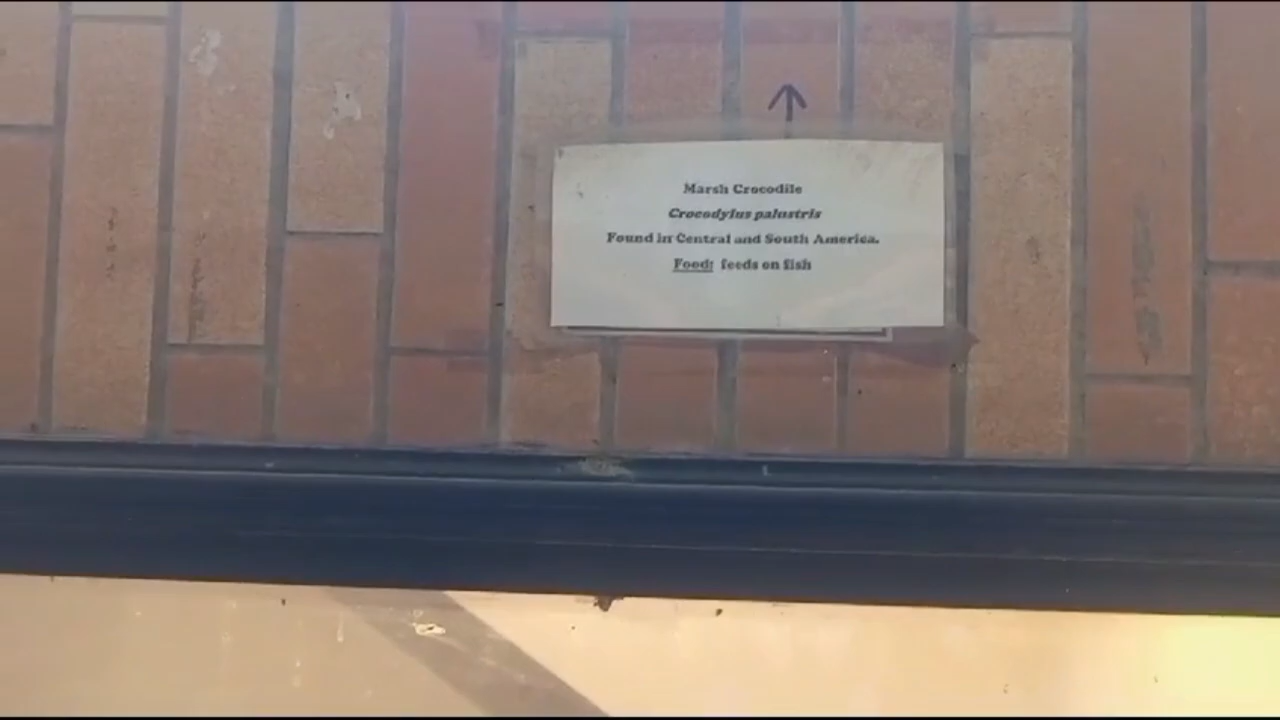 Marsh Crocodile
Crocodylus palustris
Found in Central and South America.
Food: feeds on fish